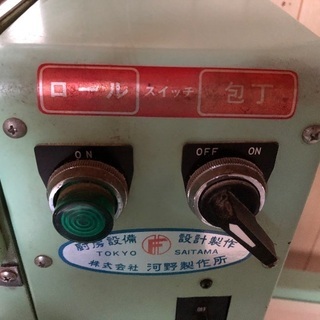 ロール スイッチ 包丁
ON
OFF ON
厨房設備 設計製作
TOKYO SAITAMA
株式会社 河野製作所